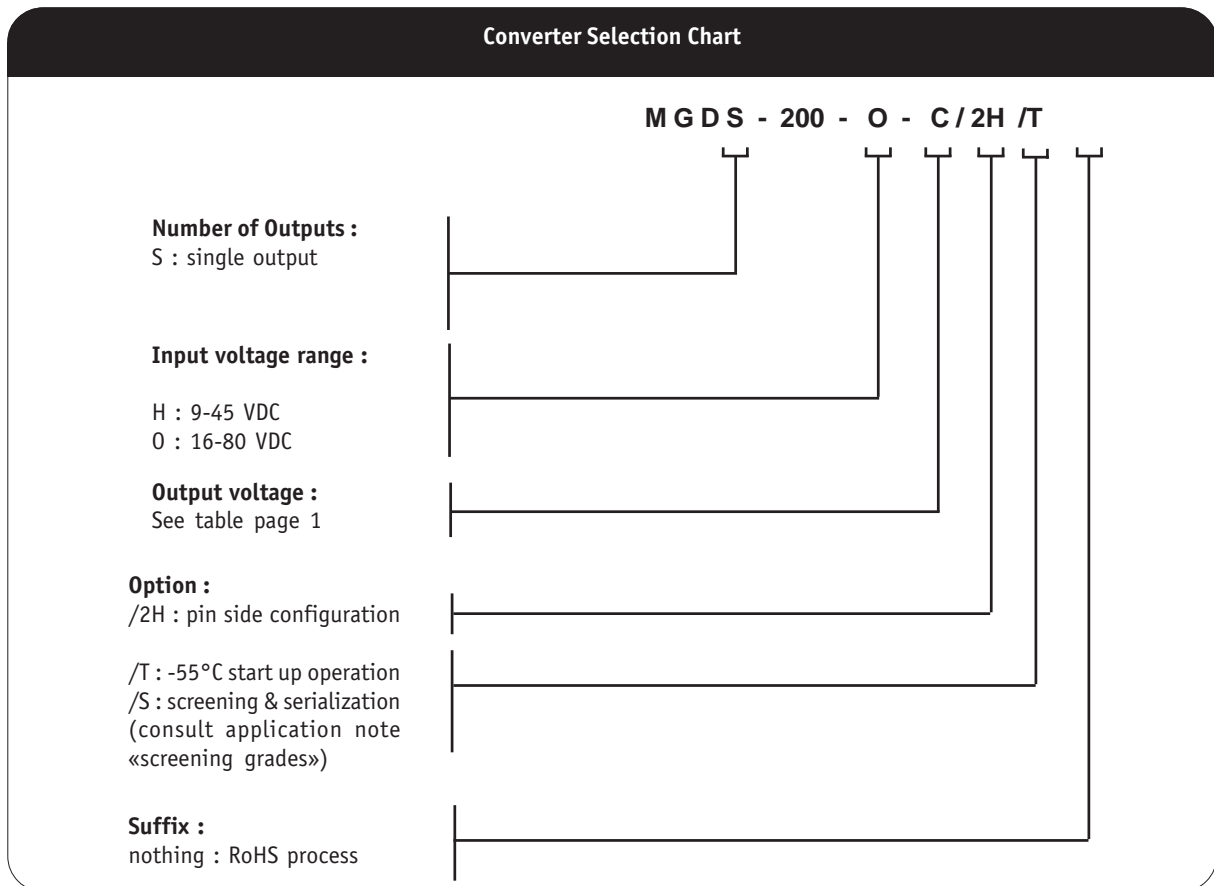 Converter Selection Chart
MGDS - 200 - O - C/2H /T
Number of Outputs :
S : single output
Input voltage range :
H : 9-45 VDC
O : 16-80 VDC
Output voltage :
See table page 1
Option :
/2H : pin side configuration
/T : -55°C start up operation
/S : screening & serialization
(consult application note
«screening grades»)
Suffix :
nothing : RoHS process